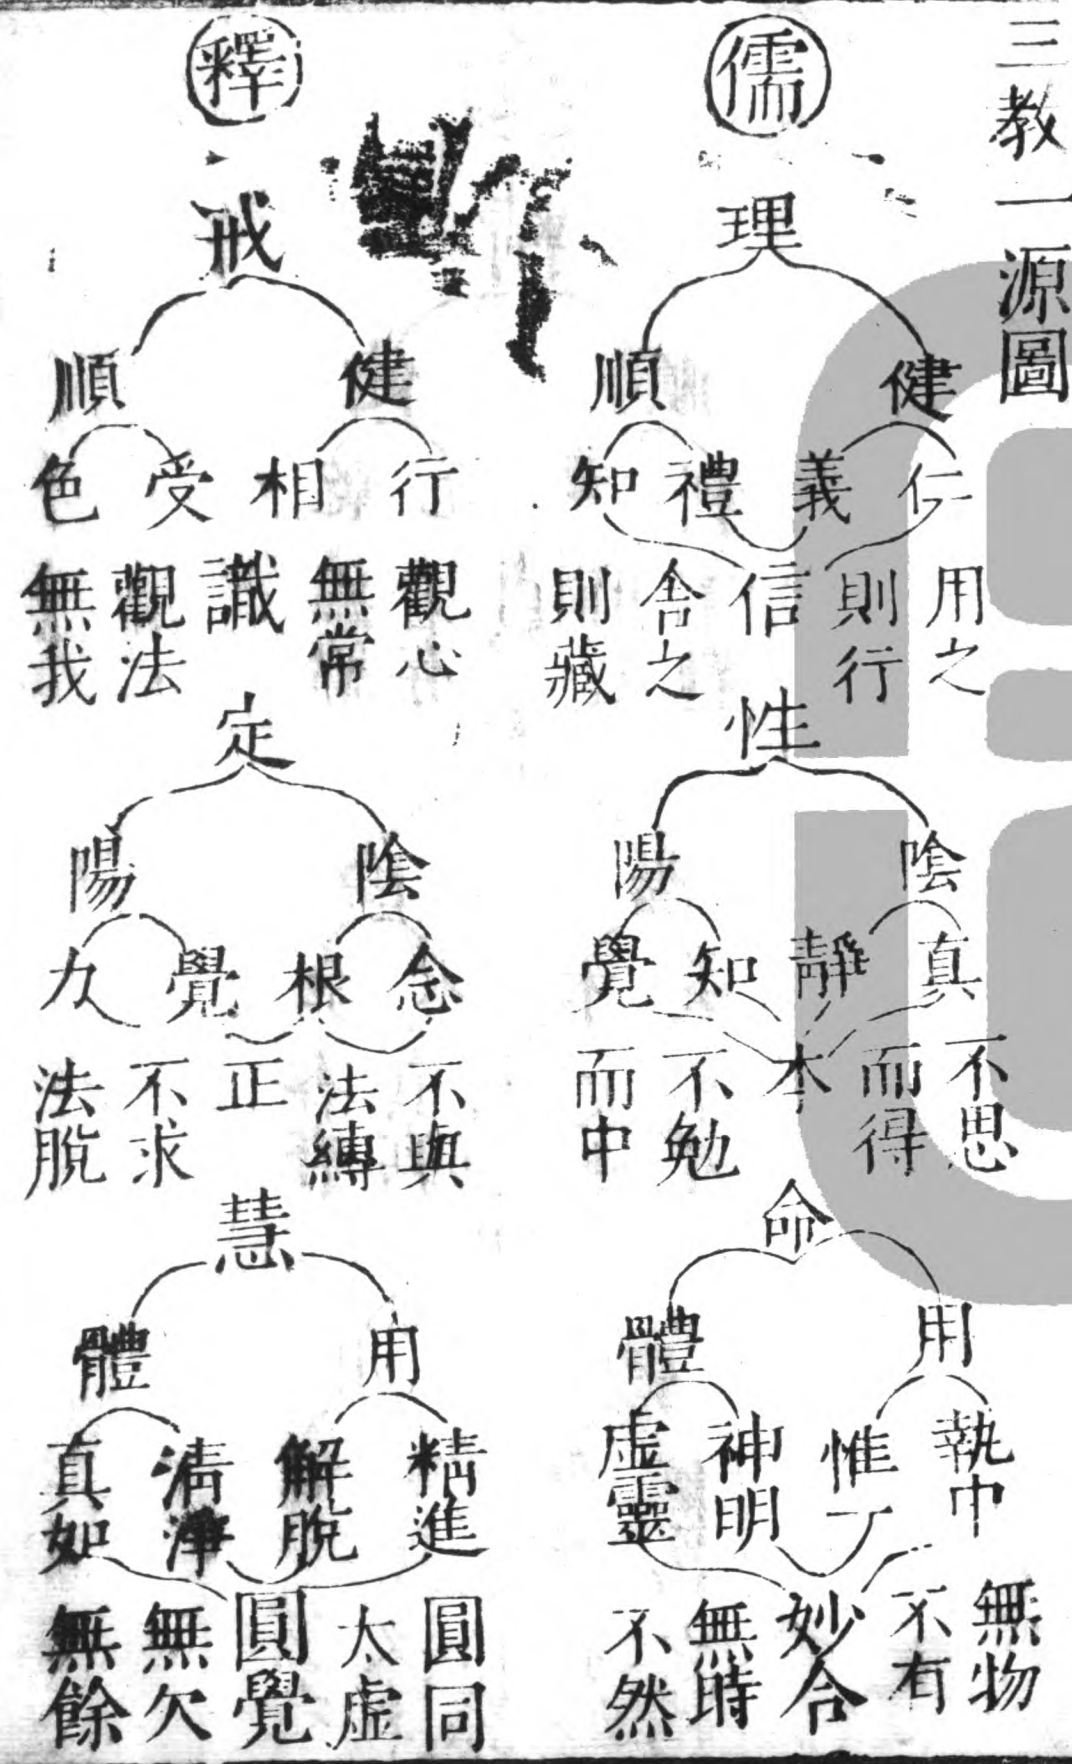 三教一源圖
儒
理
健
順
仁
義
禮
知
用之
則行
信
舍之
則藏
性
陰
陽
真
靜
知
覺
不思
而得
本
不勉
而中
命
用
體
執中
惟一
神明
虛靈
無物
不有
妙合
無時
不然
釋
戒
健
順
行
相
受
色
觀心
無常
識
觀法
無我
定
陰
陽
念
根
覺
力
不與
法縛
正
不求
法脫
慧
用
體
精進
解脫
清淨
真如
圓同
太虛
圓覺
無欠
無餘